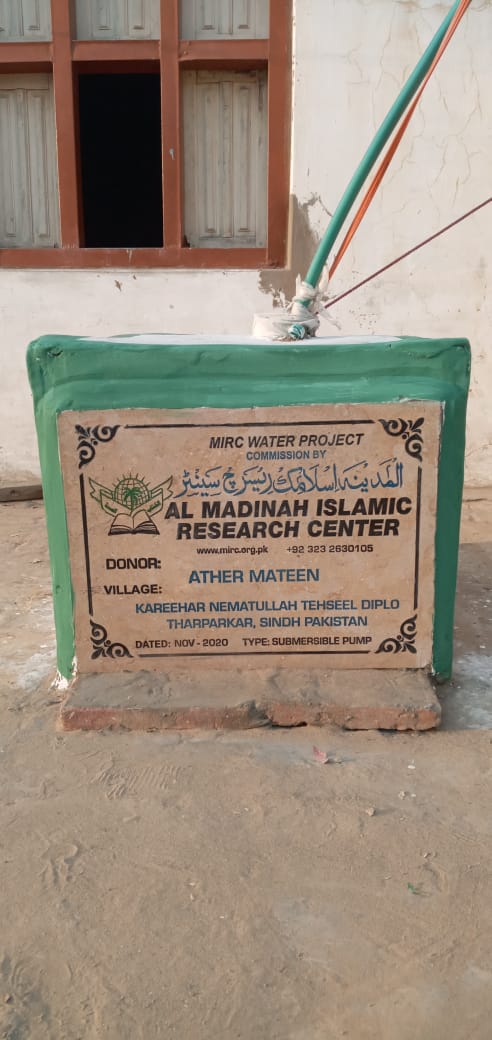 MIRC WATER PROJECT
COMMISSION BY
المدینہ اسلامک ریسرچ سینٹر
AL MADINAH ISLAMIC
RESEARCH CENTER
www.mirc.org.pk +92 323 2630105
DONOR: ATHER MATEEN
VILLAGE:
KAREEHAR NEMATULLAH TEHSEEL DIPLO
THARPARKAR, SINDH PAKISTAN
DATED: NOV - 2020 TYPE: SUBMERSIBLE PUMP